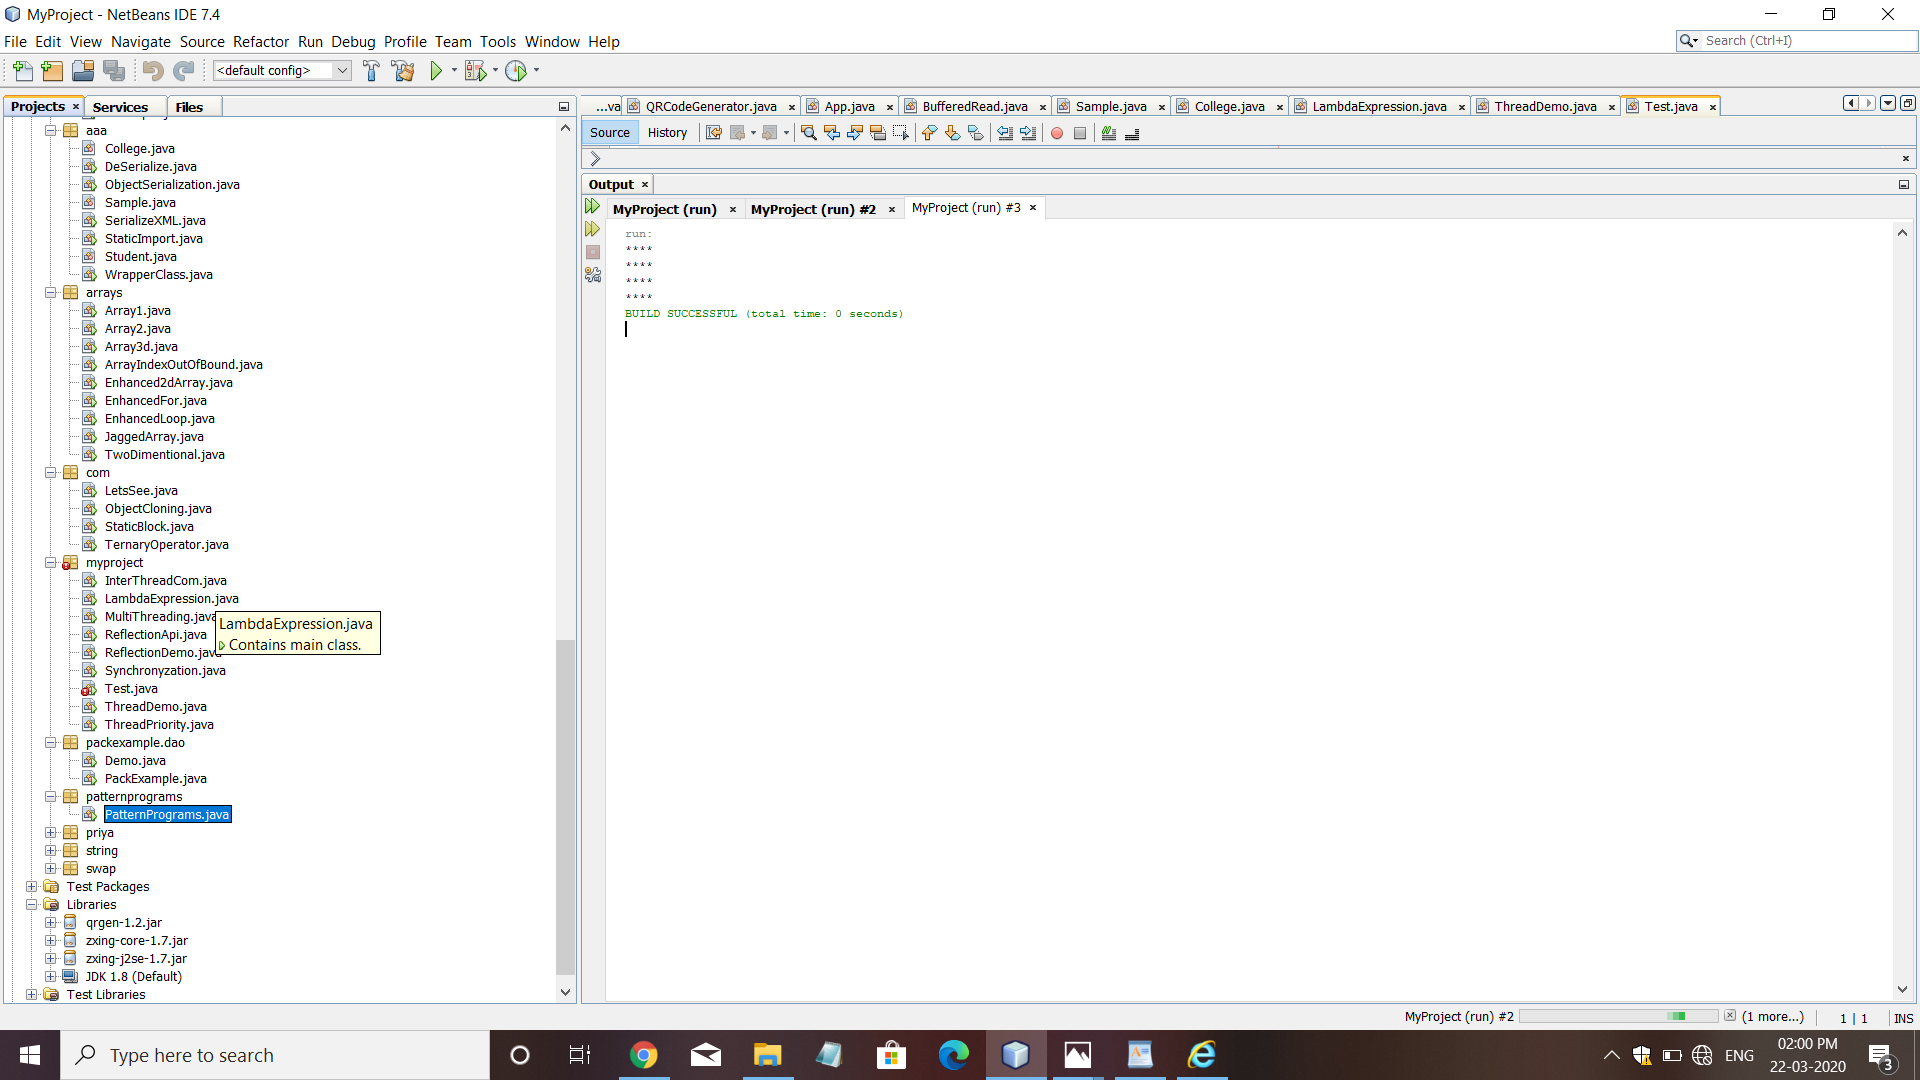 MyProject - NetBeans IDE 7.4
File Edit View Navigate Source Refactor Run Debug Profile Team Tools Window Help
Search (Ctrl+I)
<default config>
Projects
Services
Files
aaa
College.java
DeSerialize.java
ObjectSerialization.java
Sample.java
SerializeXML.java
StaticImport.java
Student.java
WrapperClass.java
arrays
Array1.java
Array2.java
Array3d.java
ArrayIndexOutOfBound.java
Enhanced2dArray.java
EnhancedFor.java
EnhancedLoop.java
JaggedArray.java
TwoDimentional.java
com
LetsSee.java
ObjectCloning.java
StaticBlock.java
TernaryOperator.java
myproject
InterThreadCom.java
LambdaExpression.java
MultiThreading.java
LambdaExpression.java
Contains main class.
ReflectionApi.java
ReflectionDemo.java
Synchronyzation.java
Test.java
ThreadDemo.java
ThreadPriority.java
packexample.dao
Demo.java
PackExample.java
patternprograms
PatternPrograms.java
priya
string
swap
Test Packages
Libraries
qrgen-1.2.jar
zxing-core-1.7.jar
zxing-j2se-1.7.jar
JDK 1.8 (Default)
Test Libraries
...va QRCodeGenerator.java App.java BufferedRead.java Sample.java College.java LambdaExpression.java ThreadDemo.java Test.java
Source History
Output
MyProject (run) MyProject (run) #2 MyProject (run) #3
run:
****
****
****
****
BUILD SUCCESSFUL (total time: 0 seconds)
MyProject (run) #2 (1 more...) 1 | 1 INS
Type here to search
ENG
02:00 PM
22-03-2020
3